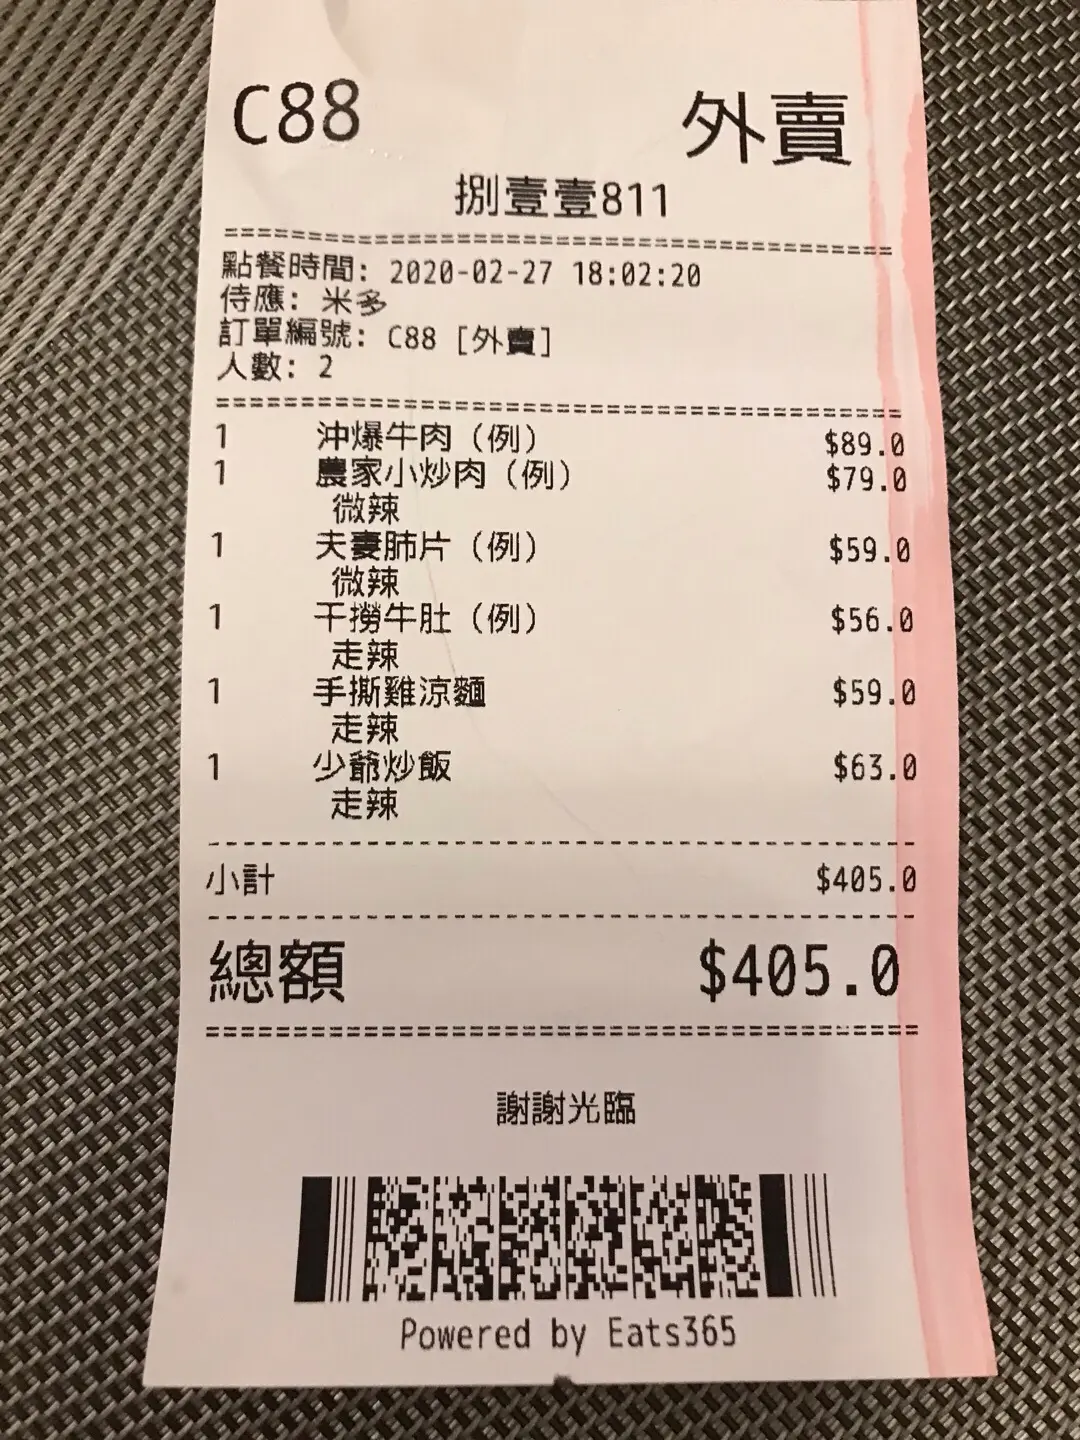 C88 外賣
捌壹壹811
點餐時間: 2020-02-27 18:02:20
侍應: 米多
訂單編號: C88 [外賣]
人數: 2
1 沖爆牛肉 (例) $89.0
1 農家小炒肉 (例) $79.0
微辣
1 夫妻肺片 (例) $59.0
微辣
1 干撈牛肚 (例) $56.0
走辣
1 手撕雞涼麵 $59.0
走辣
1 少爺炒飯 $63.0
走辣
小計 $405.0
總額 $405.0
謝謝光臨
Powered by Eats365